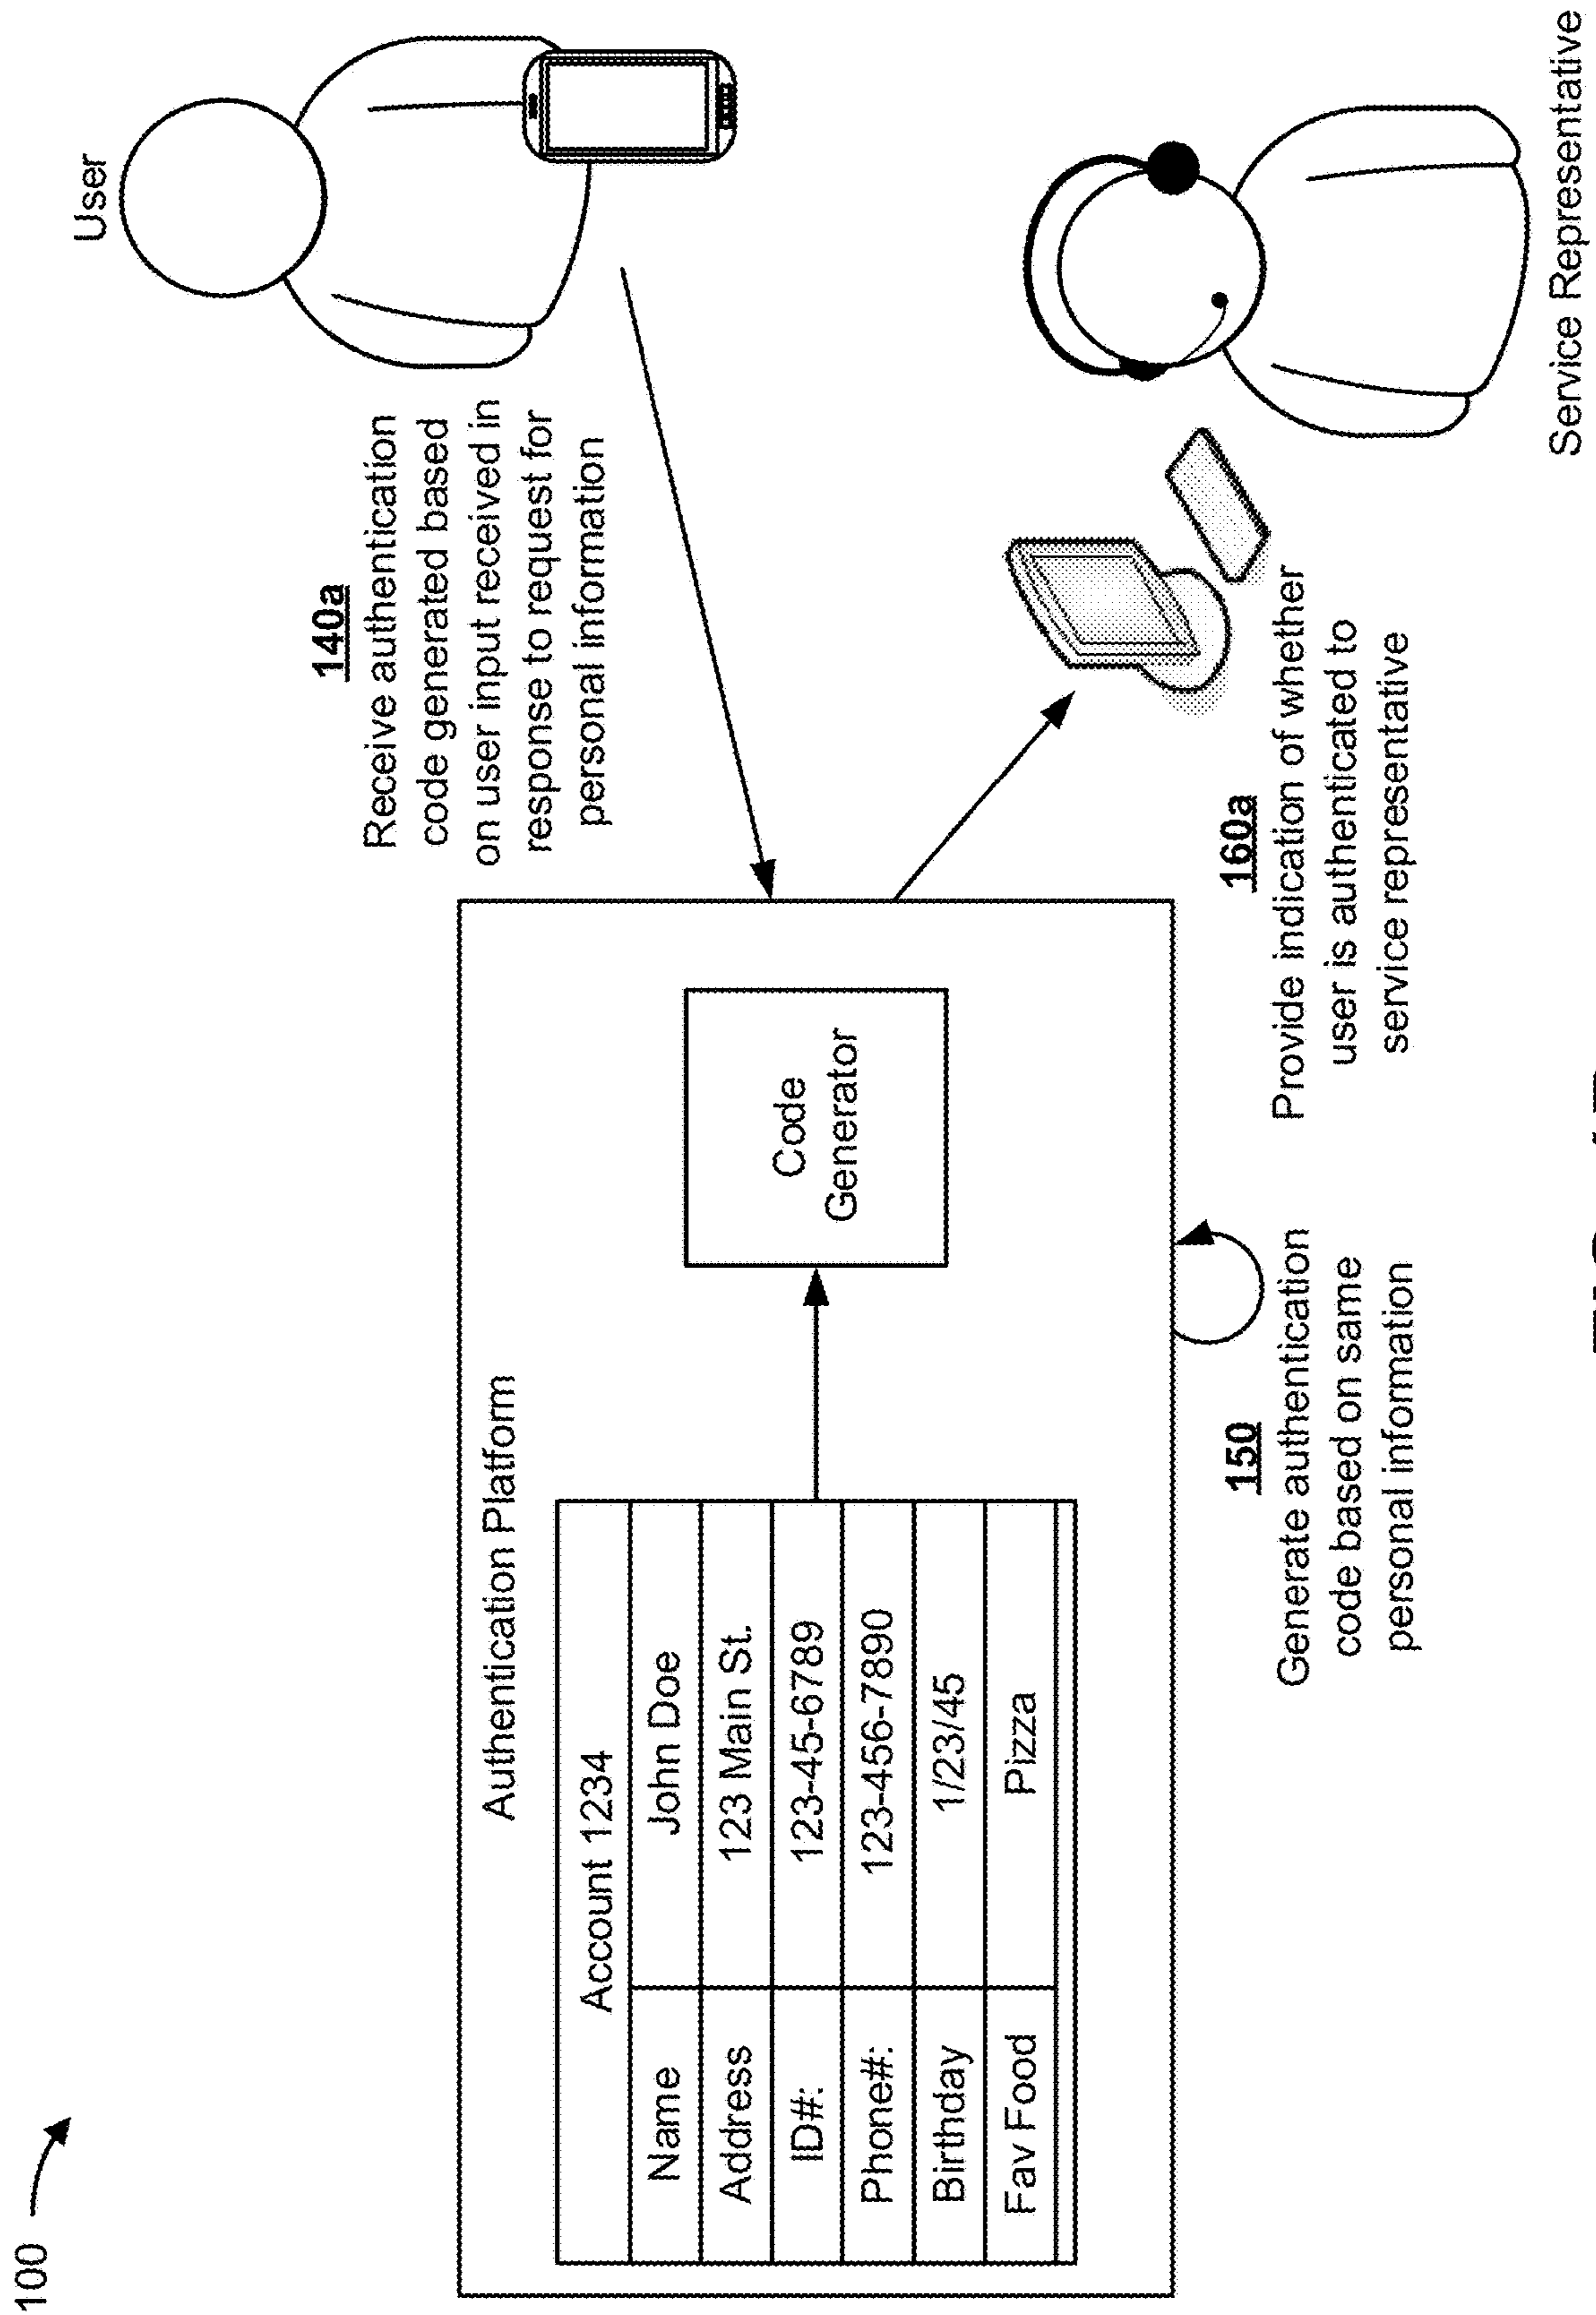 100
Authentication Platform
Account 1234
Name John Doe
Address 123 Main St.
ID#: 123-45-6789
Phone#: 123-456-7890
Birthday 1/23/45
Fav Food Pizza
Code
Generator
User
140a
Receive authentication
code generated based
on user input received in
response to request for
personal information
150
Generate authentication
code based on same
personal information
160a
Provide indication of whether
user is authenticated to
service representative
Service Representative